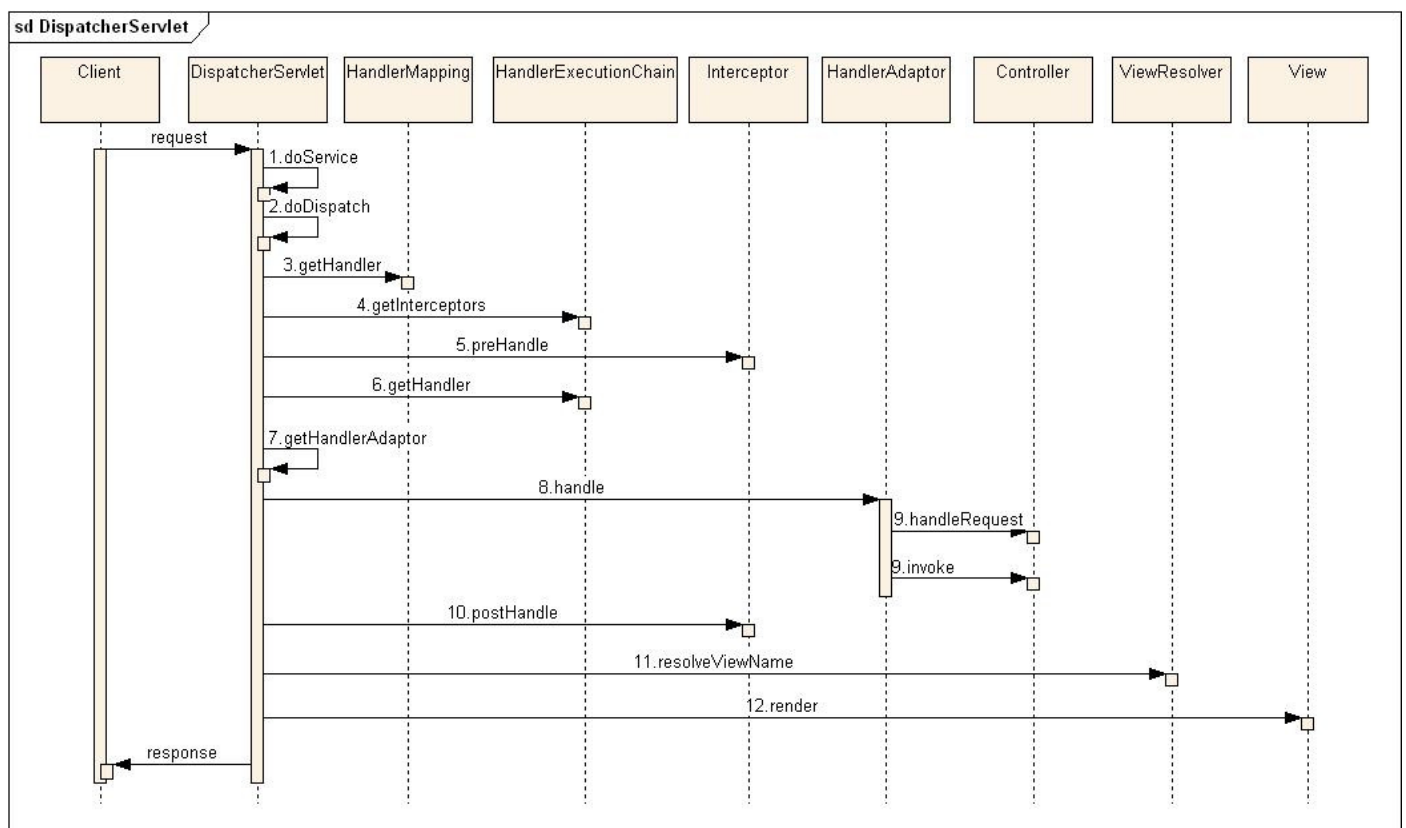 sd DispatcherServlet
Client
DispatcherServlet
HandlerMapping
HandlerExecutionChain
Interceptor
HandlerAdaptor
Controller
ViewResolver
View
request
1.doService
2.doDispatch
3.getHandler
4.getInterceptors
5.preHandle
6.getHandler
7.getHandlerAdaptor
8.handle
9.handleRequest
9.invoke
10.postHandle
11.resolveViewName
12.render
response